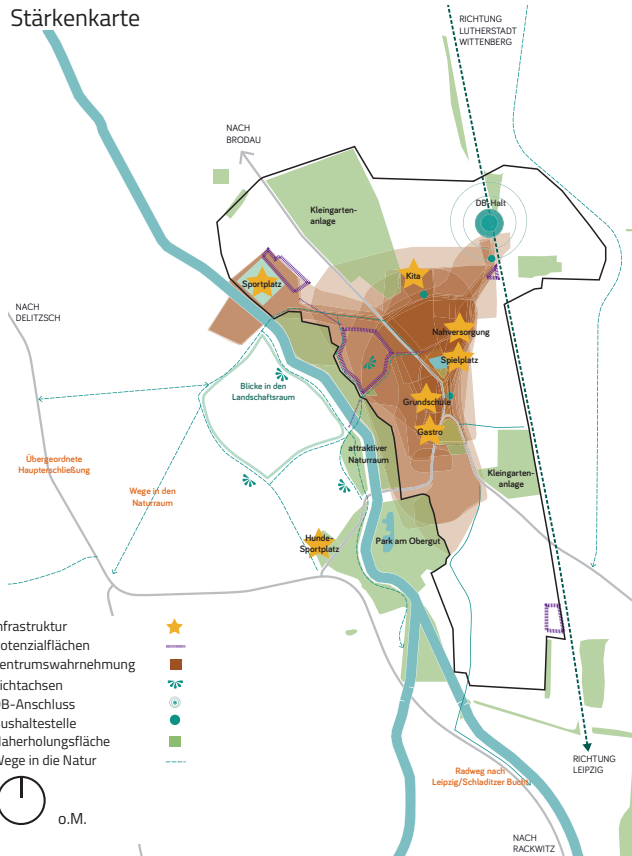 Stärkenkarte
RICHTUNG
LUTHERSTADT
WITTENBERG
NACH
BRODAU
DB-Halt
Kleingarten-
anlage
Kita
Sportplatz
NACH
DELITZSCH
Nahversorgung
Spielplatz
Blicke in den
Landschaftsraum
Grundschule
Gastro
attraktiver
Naturraum
Übergeordnete
Haupterschließung
Wege in den
Naturraum
Kleingarten-
anlage
Hunde-
Sportplatz
Park am Obergut
nfrastruktur
otenzialflächen
entrumswahrnehmung
ichtachsen
B-Anschluss
ushaltestelle
aherholungsfläche
Wege in die Natur
o.M.
RICHTUNG
LEIPZIG
Radweg nach
Leipzig/Schladitzer Bucht
NACH
RACKWITZ